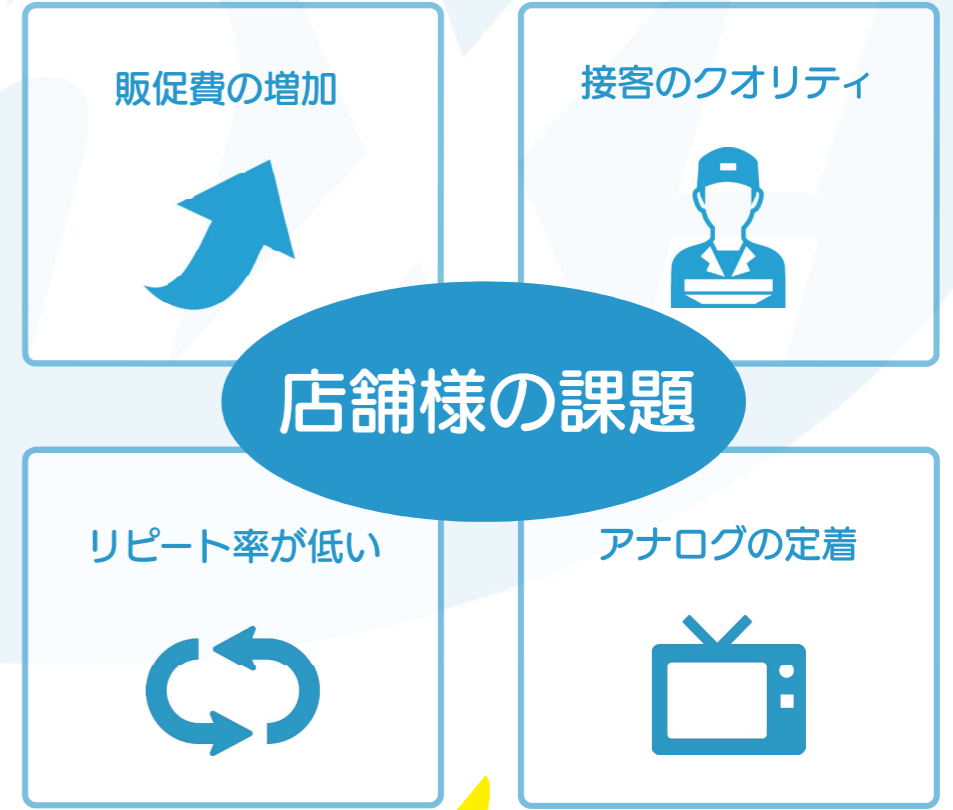 販促費の増加
接客のクオリティ
店舗様の課題
リピート率が低い
アナログの定着